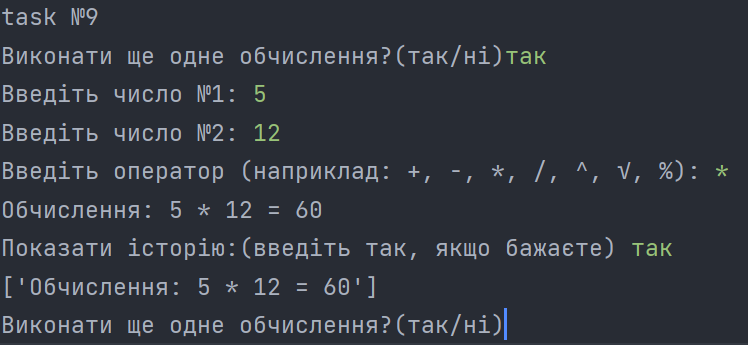 task №9
Виконати ще одне обчислення?(так/ні)так
Введіть число №1: 5
Введіть число №2: 12
Введіть оператор (наприклад: +, -, *, /, ^, √, %): *
Обчислення: 5 * 12 = 60
Показати історію:(введіть так, якщо бажаєте) так
['Обчислення: 5 * 12 = 60']
Виконати ще одне обчислення?(так/ні)